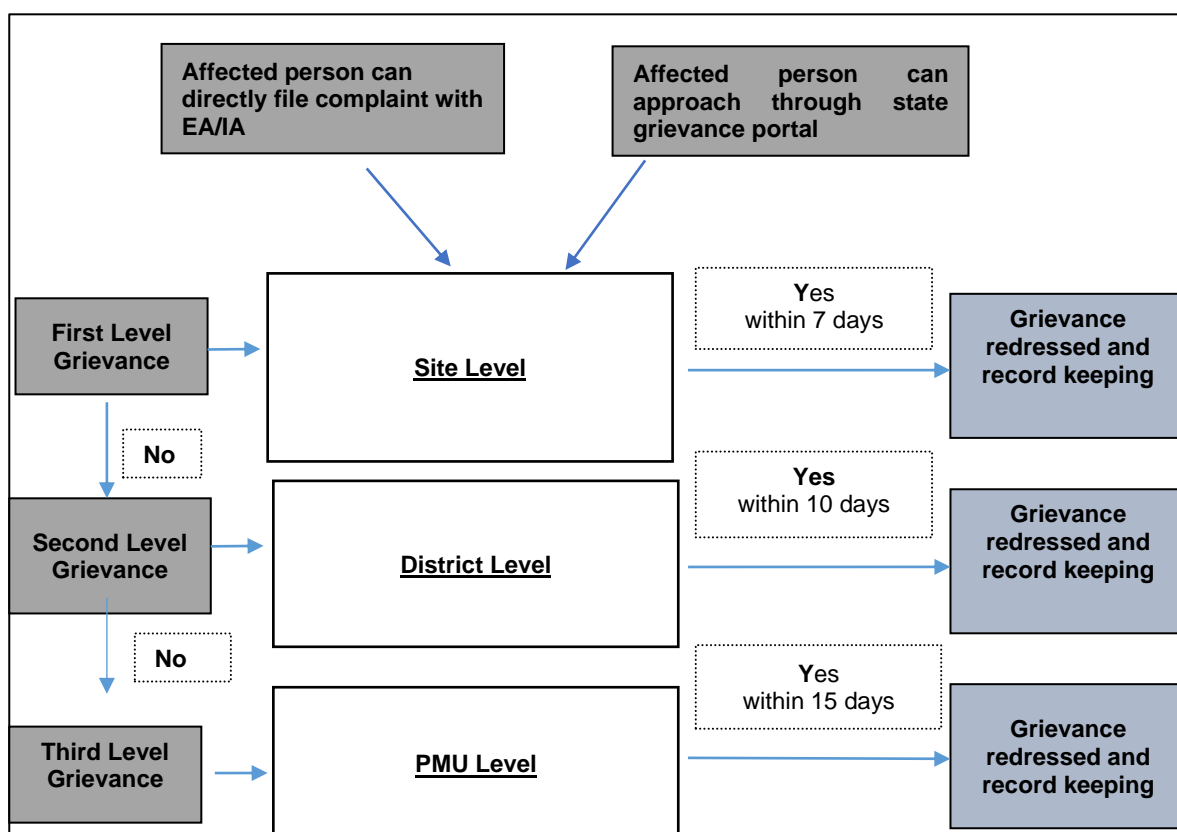 Affected person can
directly file complaint with
EA/IA
Affected person can
approach through state
grievance portal
First Level
Grievance
Site Level
Yes
within 7 days
Grievance
redressed and
record keeping
No
Second Level
Grievance
District Level
Yes
within 10 days
Grievance
redressed and
record keeping
No
Third Level
Grievance
PMU Level
Yes
within 15 days
Grievance
redressed and
record keeping